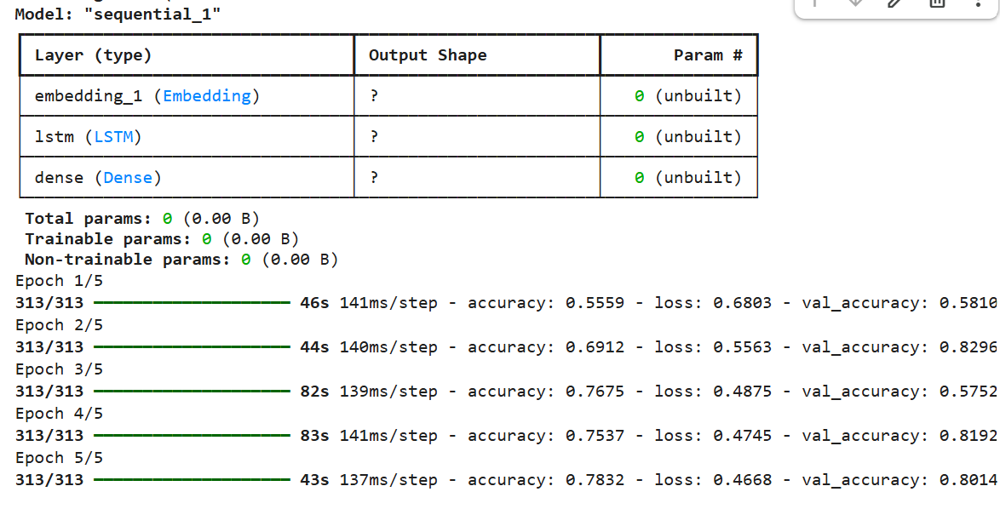 Model: "sequential_1"
Layer (type) Output Shape Param #
embedding_1 (Embedding) ? 0 (unbuilt)
lstm (LSTM) ? 0 (unbuilt)
dense (Dense) ? 0 (unbuilt)
Total params: 0 (0.00 B)
Trainable params: 0 (0.00 B)
Non-trainable params: 0 (0.00 B)
Epoch 1/5
313/313 ━━━━━━━━━━━━━━━━━━━━ 46s 141ms/step - accuracy: 0.5559 - loss: 0.6803 - val_accuracy: 0.5810
Epoch 2/5
313/313 ━━━━━━━━━━━━━━━━━━━━ 44s 140ms/step - accuracy: 0.6912 - loss: 0.5563 - val_accuracy: 0.8296
Epoch 3/5
313/313 ━━━━━━━━━━━━━━━━━━━━ 82s 139ms/step - accuracy: 0.7675 - loss: 0.4875 - val_accuracy: 0.5752
Epoch 4/5
313/313 ━━━━━━━━━━━━━━━━━━━━ 83s 141ms/step - accuracy: 0.7537 - loss: 0.4745 - val_accuracy: 0.8192
Epoch 5/5
313/313 ━━━━━━━━━━━━━━━━━━━━ 43s 137ms/step - accuracy: 0.7832 - loss: 0.4668 - val_accuracy: 0.8014